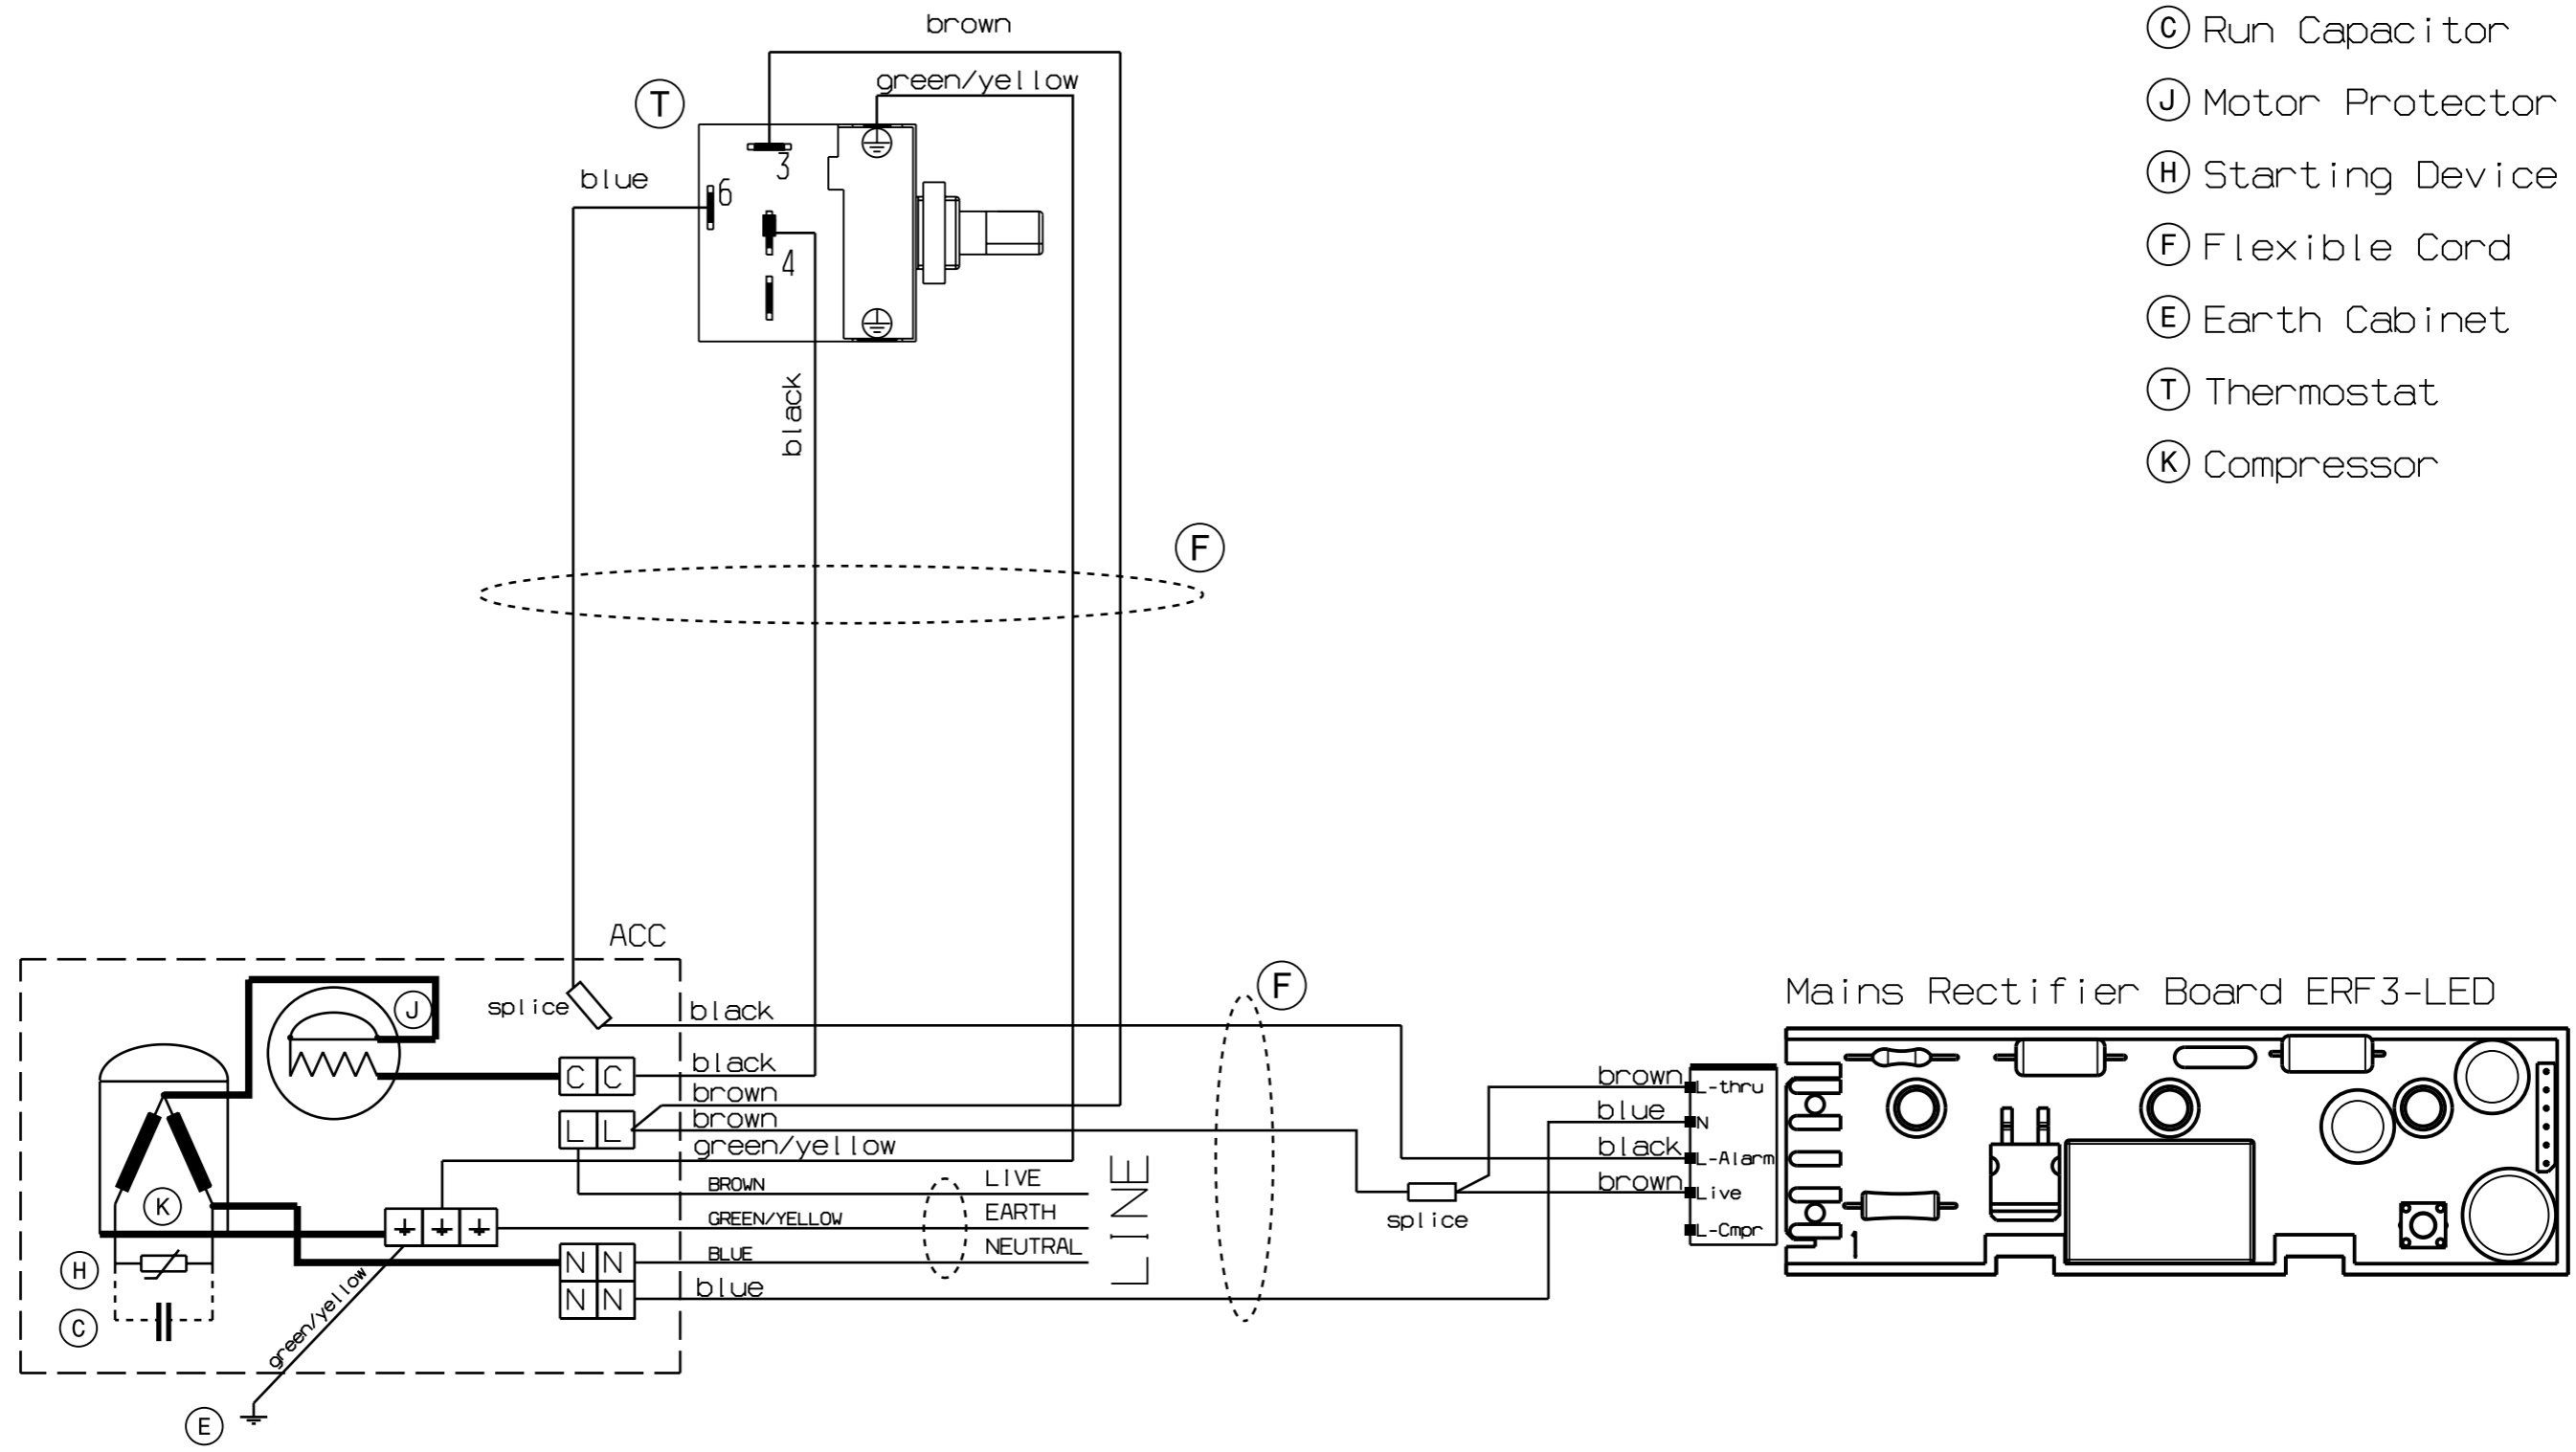 brown
green/yellow
T
3
blue
6
4
black
F
C Run Capacitor
J Motor Protector
H Starting Device
F Flexible Cord
E Earth Cabinet
T Thermostat
K Compressor
ACC
splice
J
black
F
C C
black
brown
L L
brown
green/yellow
BROWN
LIVE
GREEN/YELLOW
EARTH
BLUE
NEUTRAL
LINE
N N
N N
blue
K
H
C
green/yellow
E
splice
brown
L-thru
blue
N
black
L-Alarm
brown
Live
L-Cmpr
Mains Rectifier Board ERF3-LED
1